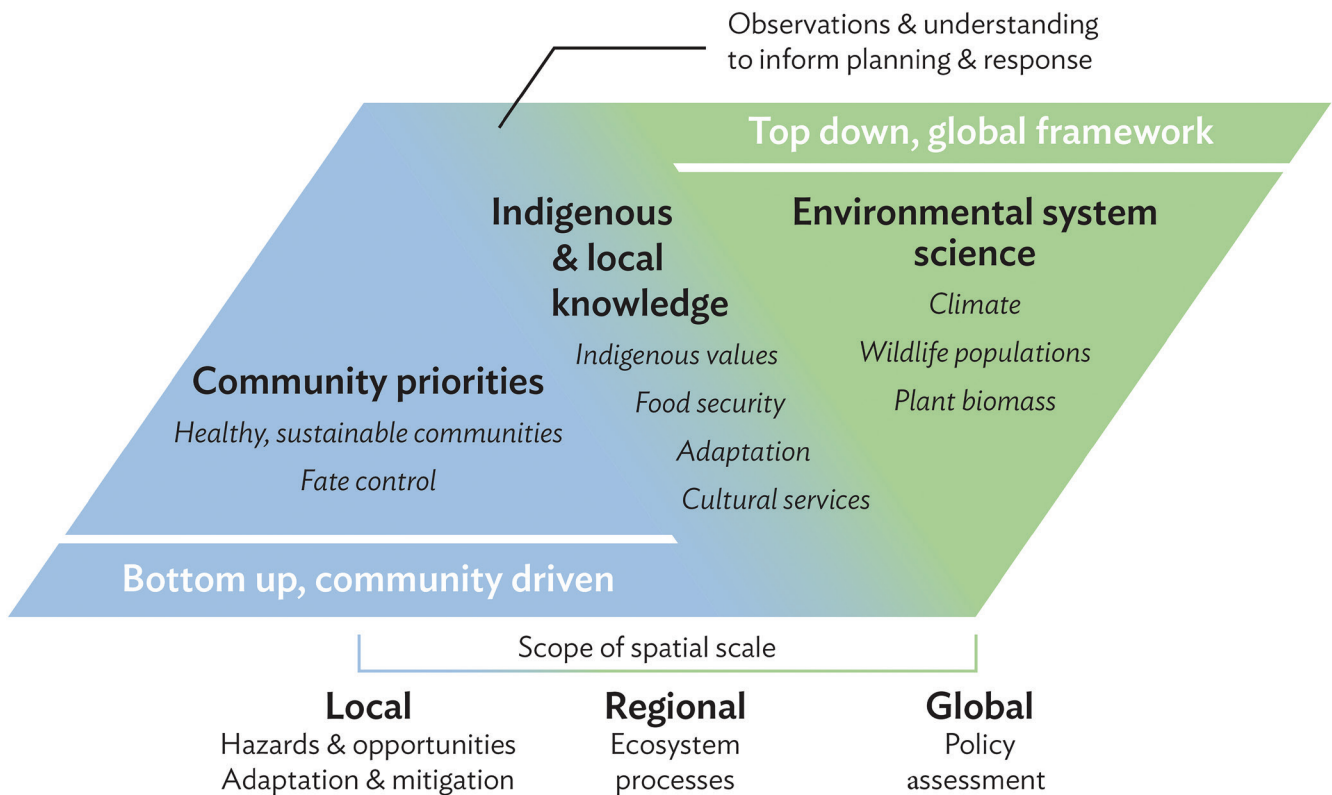 Observations & understanding
to inform planning & response
Top down, global framework
Indigenous
& local
knowledge
Indigenous values
Food security
Adaptation
Cultural services
Environmental system
science
Climate
Wildlife populations
Plant biomass
Community priorities
Healthy, sustainable communities
Fate control
Bottom up, community driven
Scope of spatial scale
Local
Hazards & opportunities
Adaptation & mitigation
Regional
Ecosystem
processes
Global
Policy
assessment